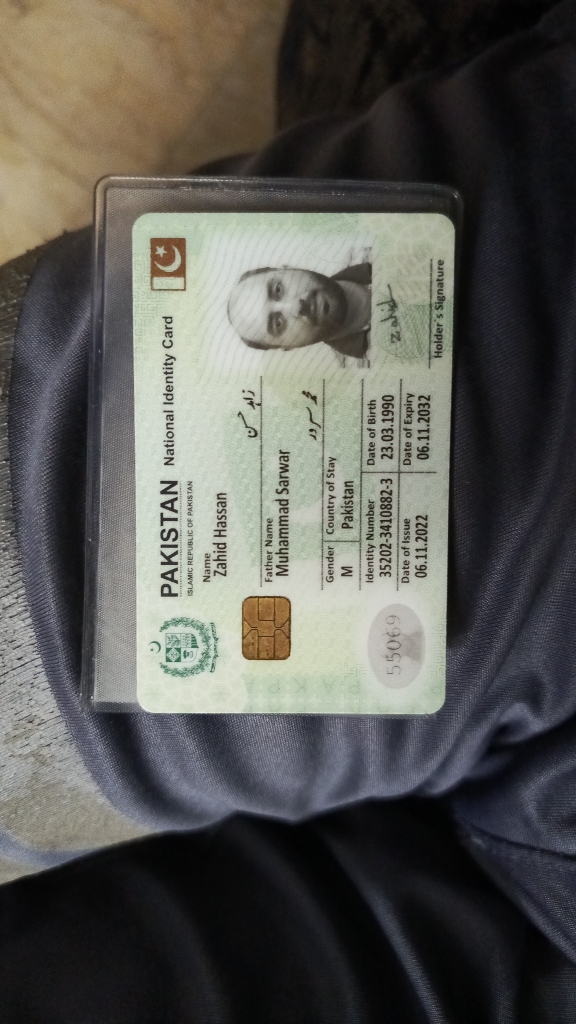 PAKISTAN National Identity Card
ISLAMIC REPUBLIC OF PAKISTAN
Name
Zahid Hassan
زاہد حسن
Father Name
Muhammad Sarwar
محمد سرور
Gender Country of Stay
M Pakistan
Identity Number Date of Birth
35202-3410882-3 23.03.1990
Date of Issue Date of Expiry
06.11.2022 06.11.2032
55069
Zahid
Holder's Signature